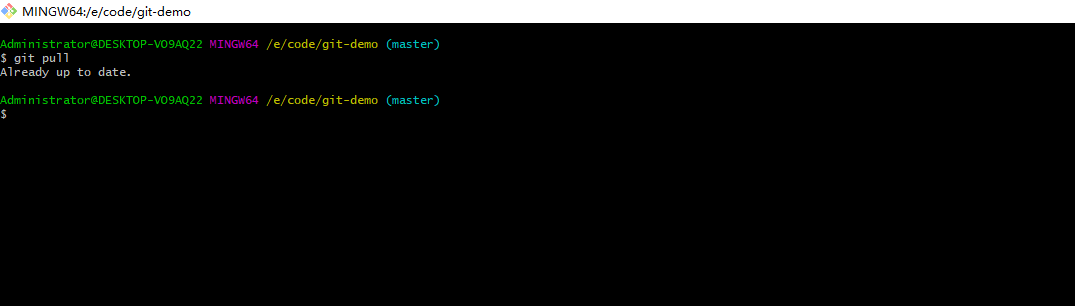 MINGW64:/e/code/git-demo
Administrator@DESKTOP-VO9AQ22 MINGW64 /e/code/git-demo (master)
$ git pull
Already up to date.
Administrator@DESKTOP-VO9AQ22 MINGW64 /e/code/git-demo (master)
$